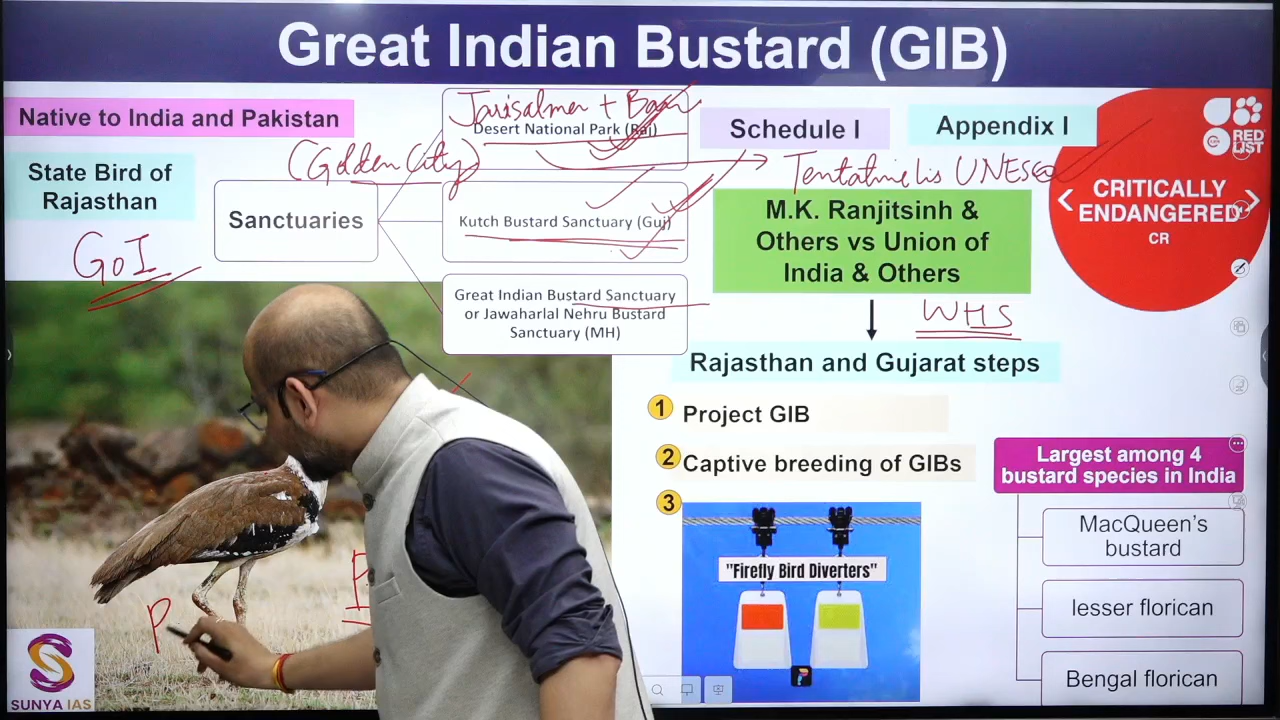 Great Indian Bustard (GIB)
Native to India and Pakistan
State Bird of
Rajasthan
GoI
(Golden City)
Sanctuaries
Jaisalmer +
Desert National Park (Raj)
Kutch Bustard Sanctuary (Guj)
Great Indian Bustard Sanctuary
or Jawaharlal Nehru Bustard
Sanctuary (MH)
Schedule I
Appendix I
UNESCO
M.K. Ranjitsinh &
Others vs Union of
India & Others
WHS
Rajasthan and Gujarat steps
1 Project GIB
2 Captive breeding of GIBs
3
"Firefly Bird Diverters"
RED
LIST
CRITICALLY
ENDANGERED
CR
Largest among 4
bustard species in India
MacQueen's
bustard
lesser florican
Bengal florican
P
SUNYA IAS